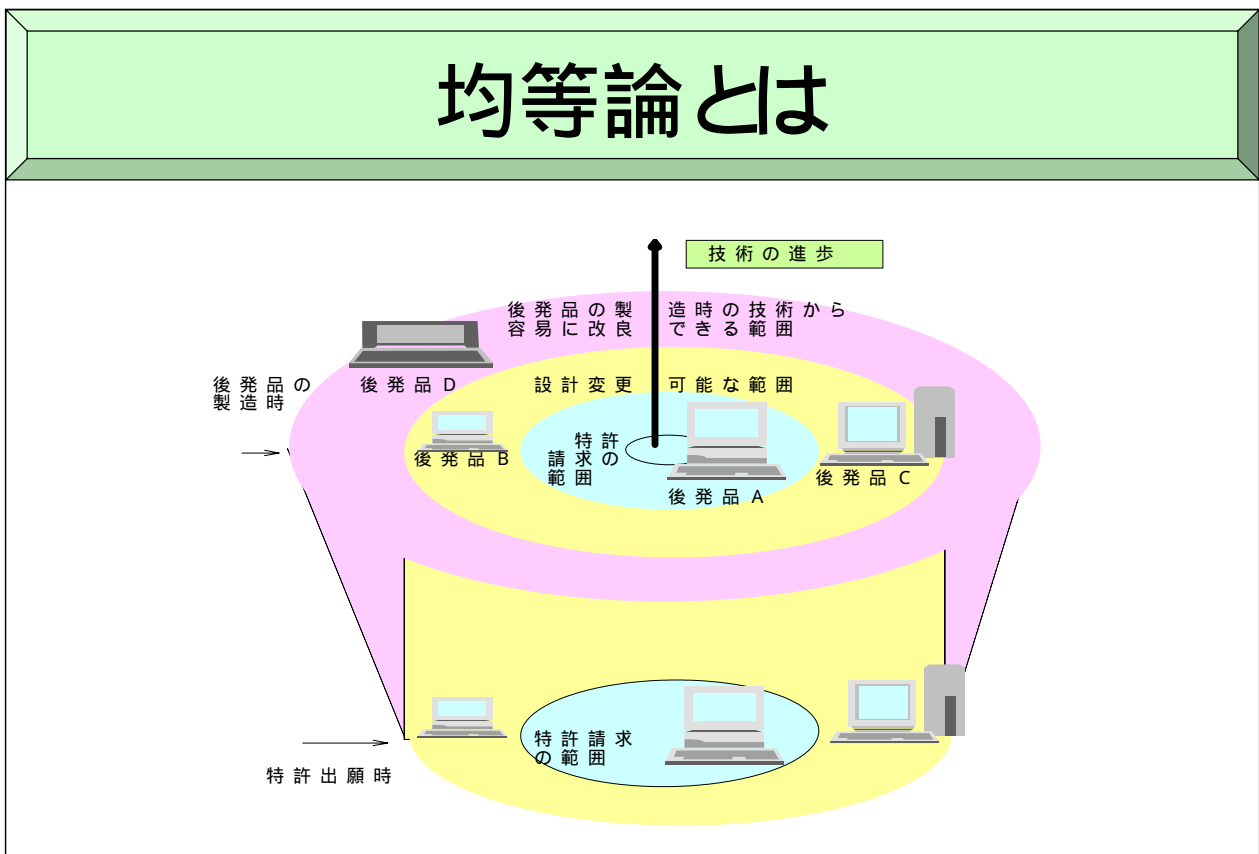 均等論とは
技術の進歩
後発品の製造時の技術から
容易に改良できる範囲
後発品の
製造時
後発品D
設計変更可能な範囲
特許
請求の
範囲
後発品B
後発品A
後発品C
特許請求
の範囲
特許出願時